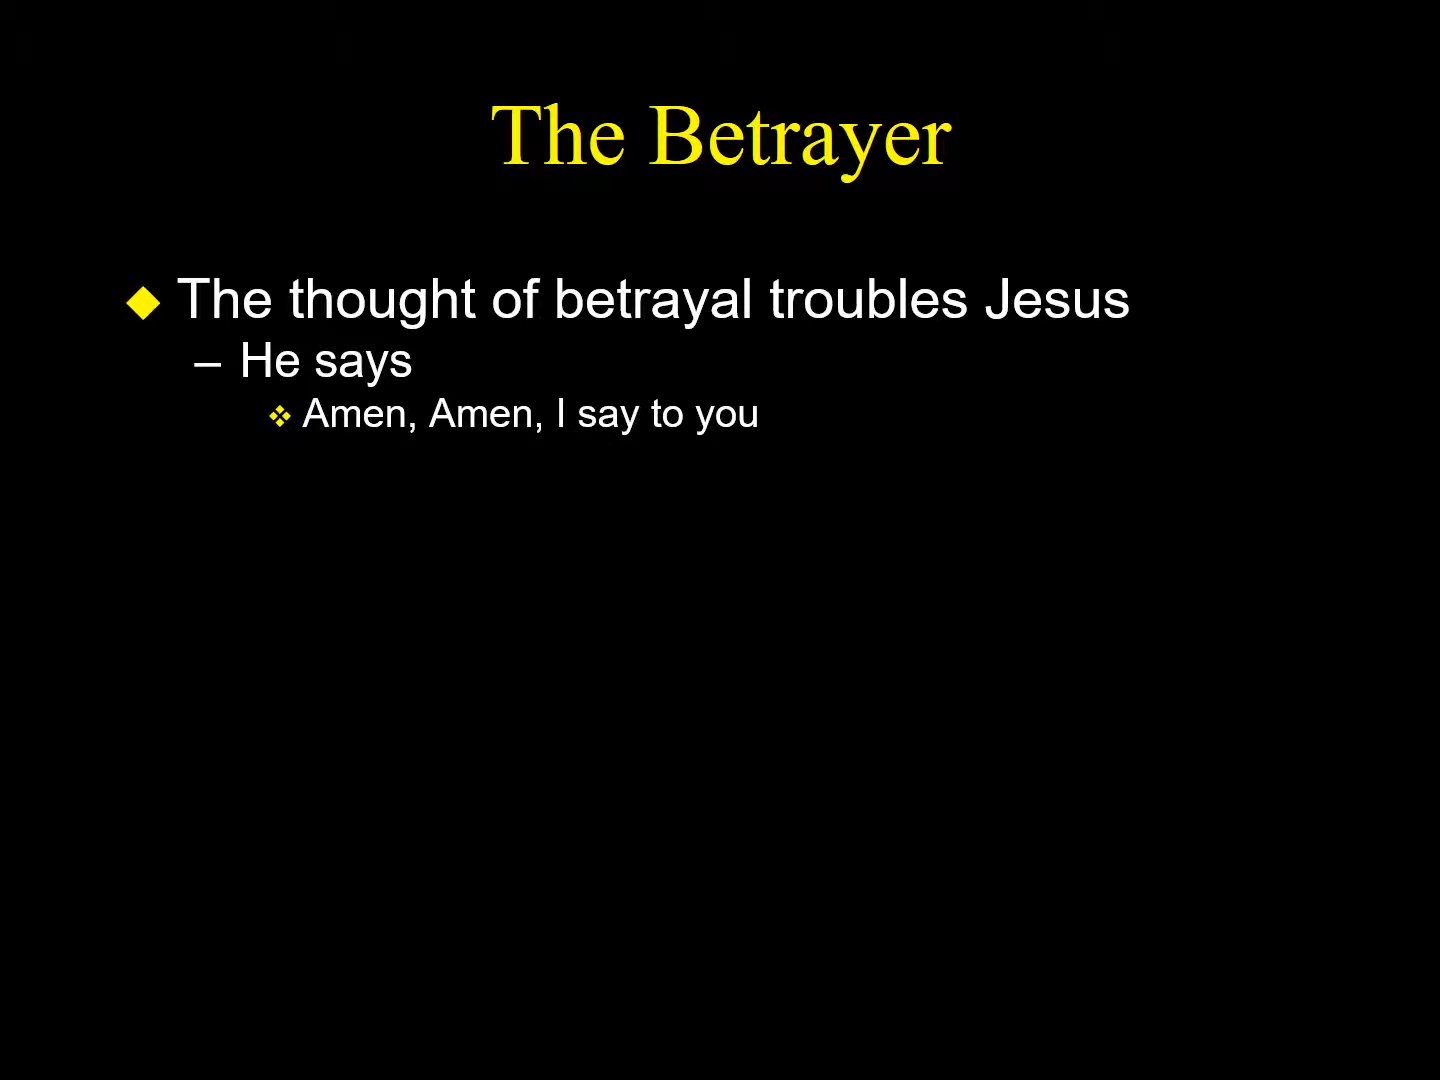 The Betrayer
The thought of betrayal troubles Jesus
– He says
Amen, Amen, I say to you